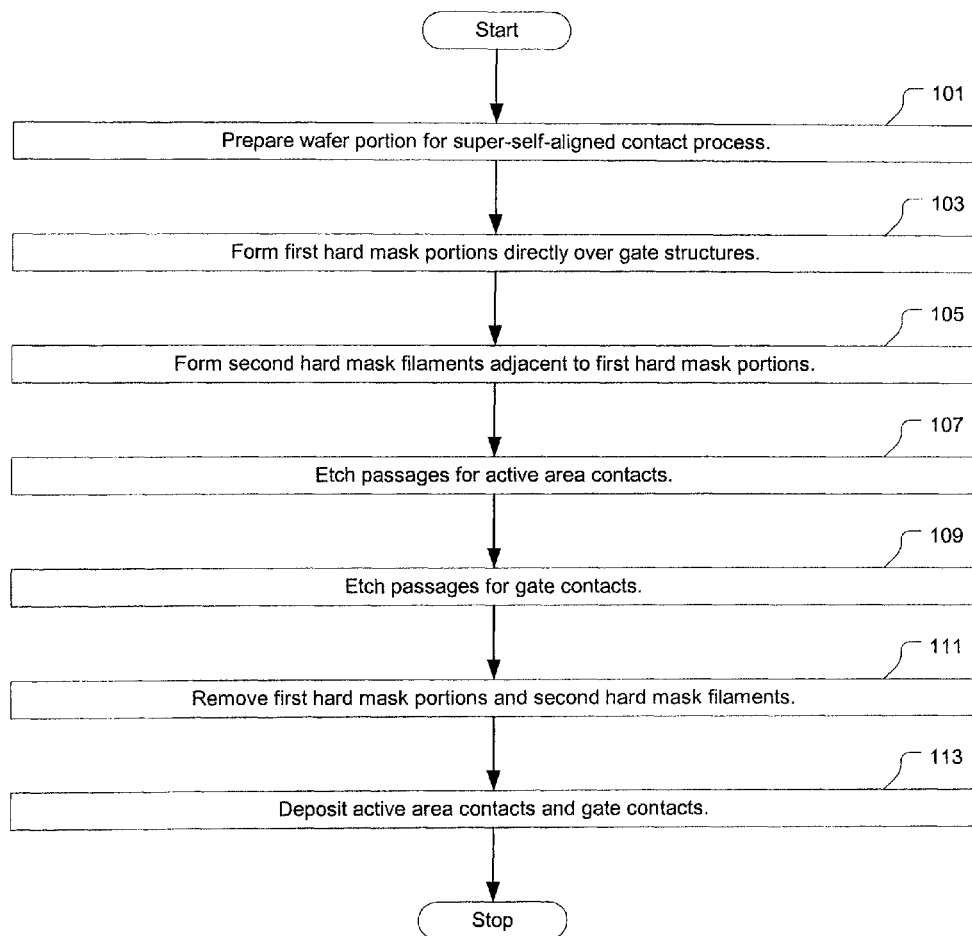 Start
101
Prepare wafer portion for super-self-aligned contact process.
103
Form first hard mask portions directly over gate structures.
105
Form second hard mask filaments adjacent to first hard mask portions.
107
Etch passages for active area contacts.
109
Etch passages for gate contacts.
111
Remove first hard mask portions and second hard mask filaments.
113
Deposit active area contacts and gate contacts.
Stop